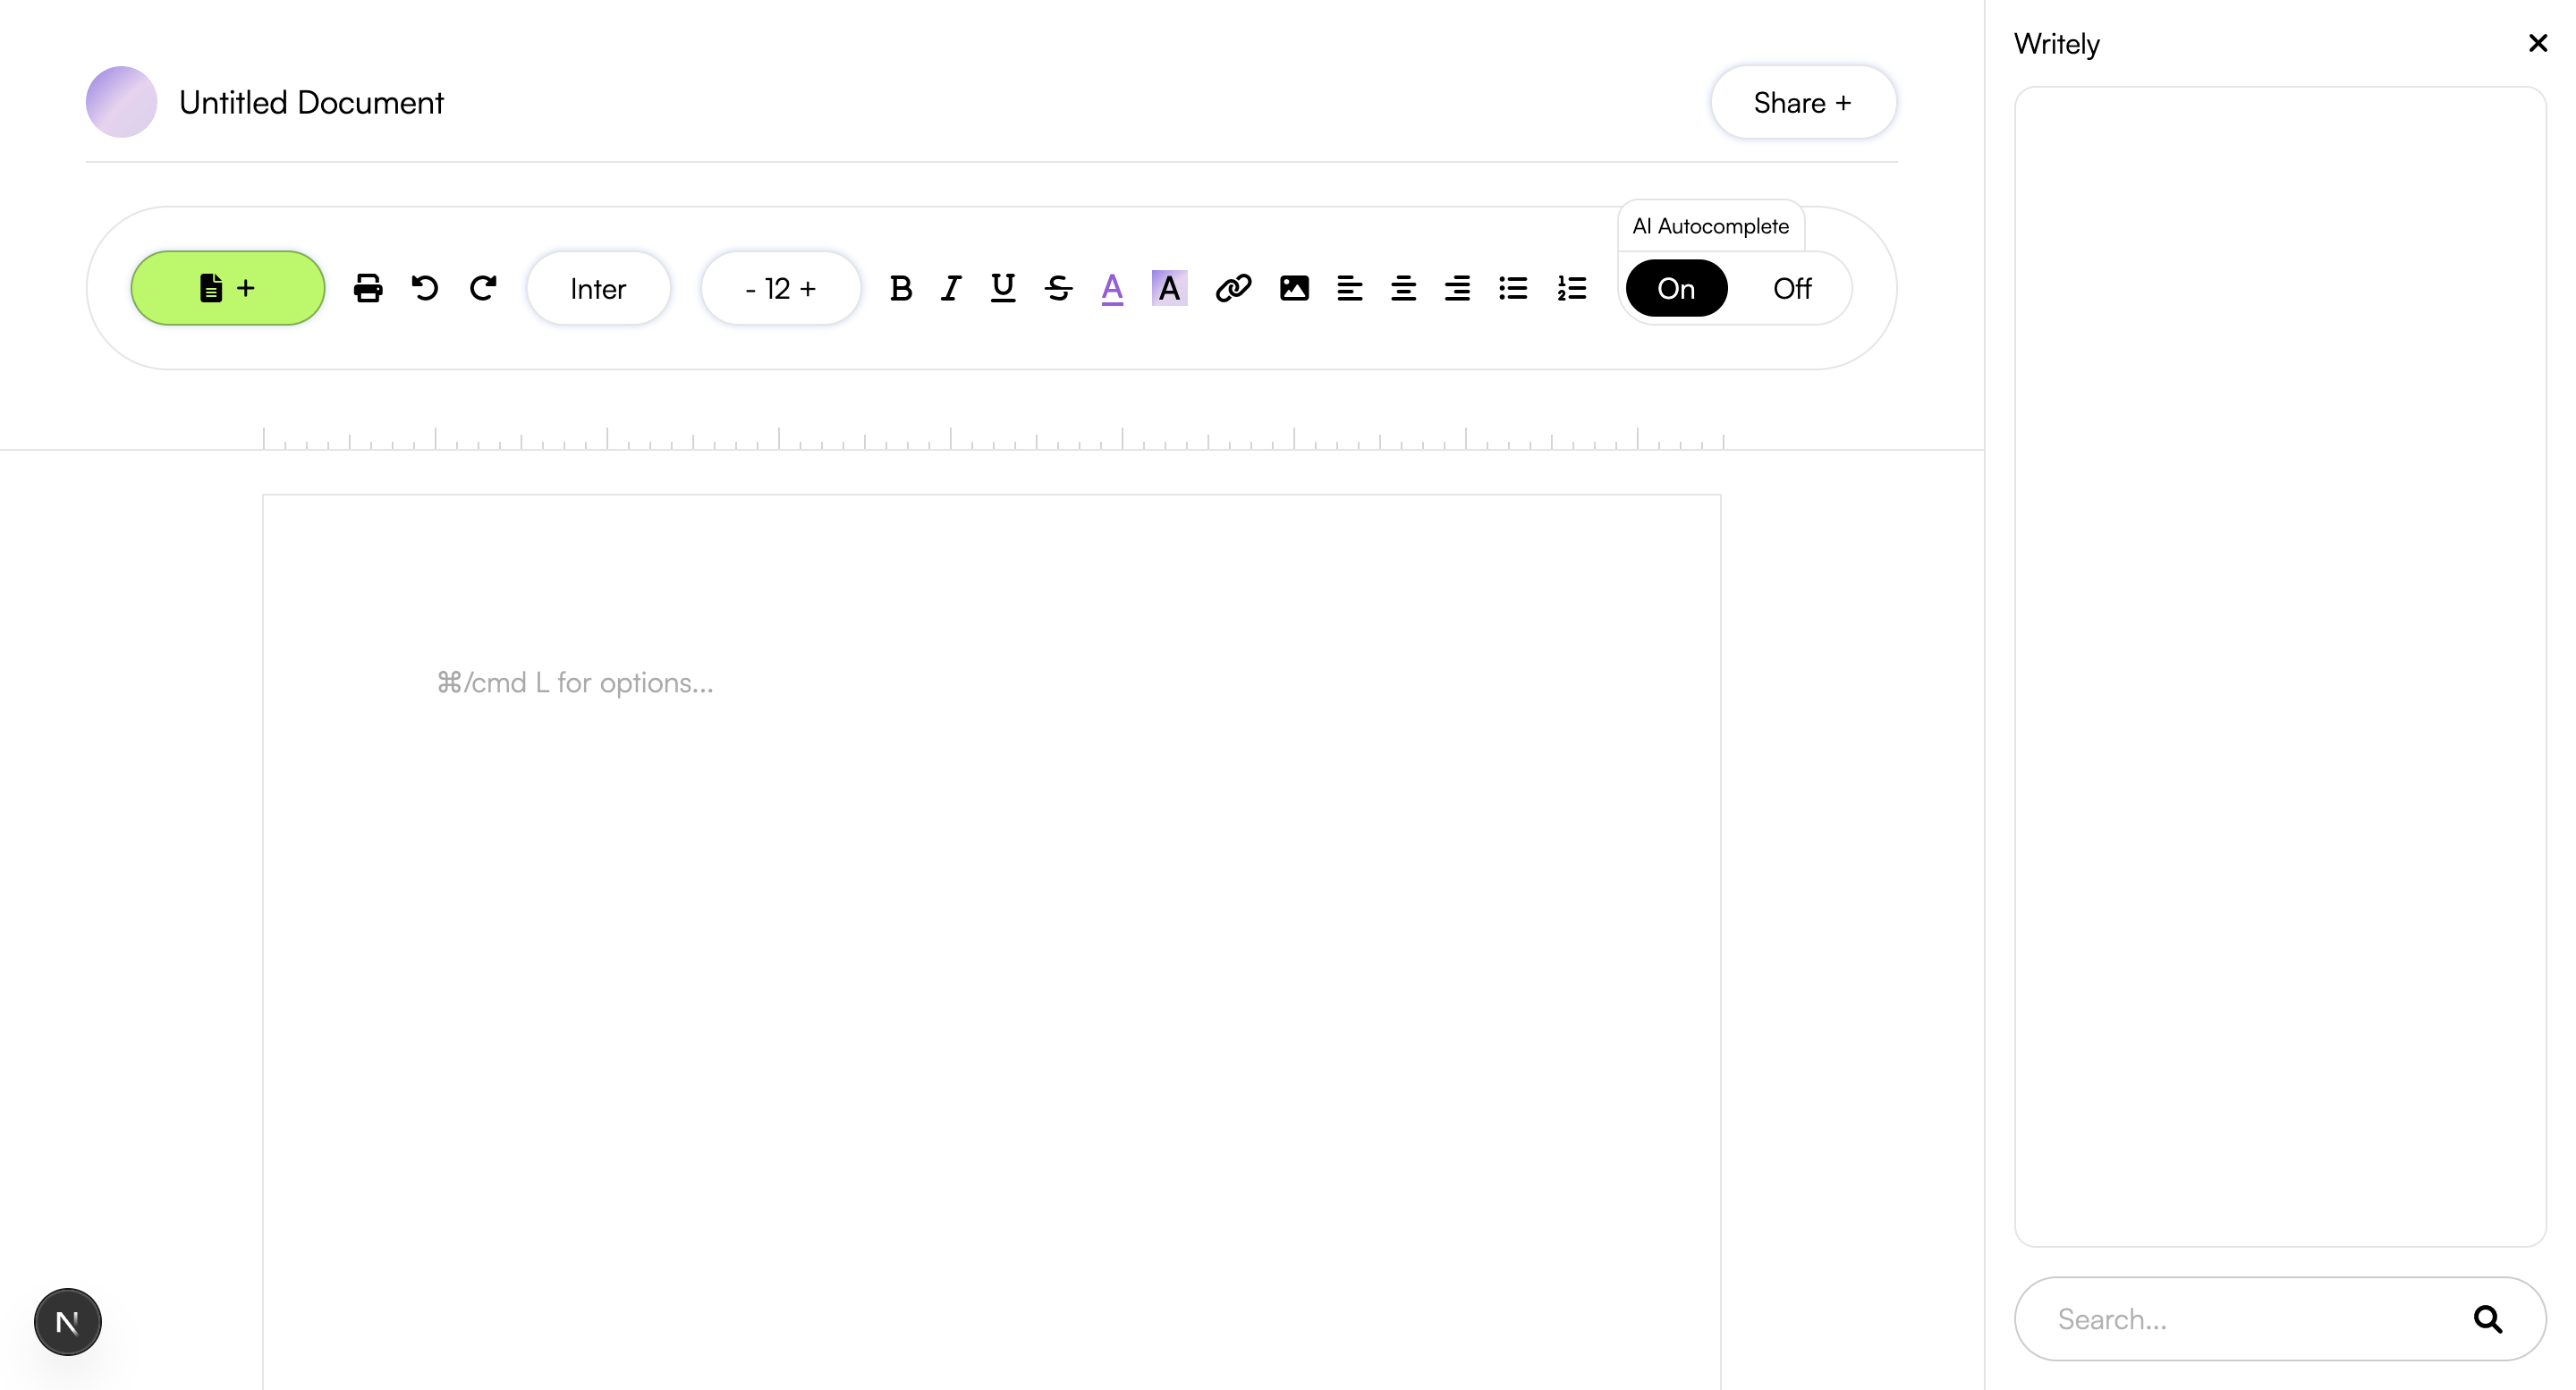 Writely
Untitled Document
Share +
AI Autocomplete
+
Inter
- 12 +
B I U S A A
On
Off
⌘/cmd L for options...
N
Search...